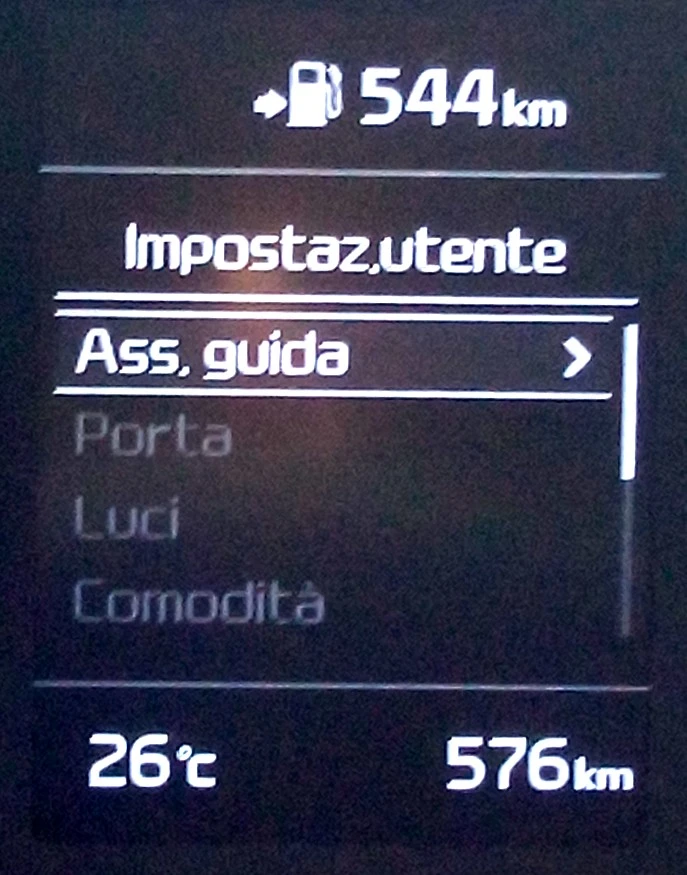 544km
Impostaz.utente
Ass. guida
Porta
Luci
Comodità
26°c 576km